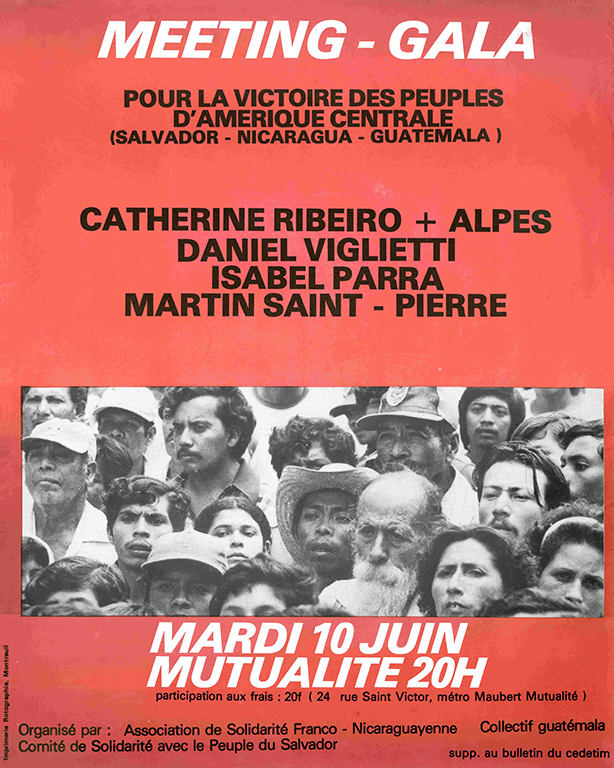 MEETING - GALA
POUR LA VICTOIRE DES PEUPLES
D'AMERIQUE CENTRALE
(SALVADOR - NICARAGUA - GUATEMALA )
CATHERINE RIBEIRO + ALPES
DANIEL VIGLIETTI
ISABEL PARRA
MARTIN SAINT - PIERRE
MARDI 10 JUIN
MUTUALITE 20H
participation aux frais : 20f ( 24 rue Saint Victor, métro Maubert Mutualité )
Organisé par : Association de Solidarité Franco - Nicaraguayenne Collectif guatémala
Comité de Solidarité avec le Peuple du Salvador
supp. au bulletin du cedetim
Imprimerie Rotographie, Montreuil